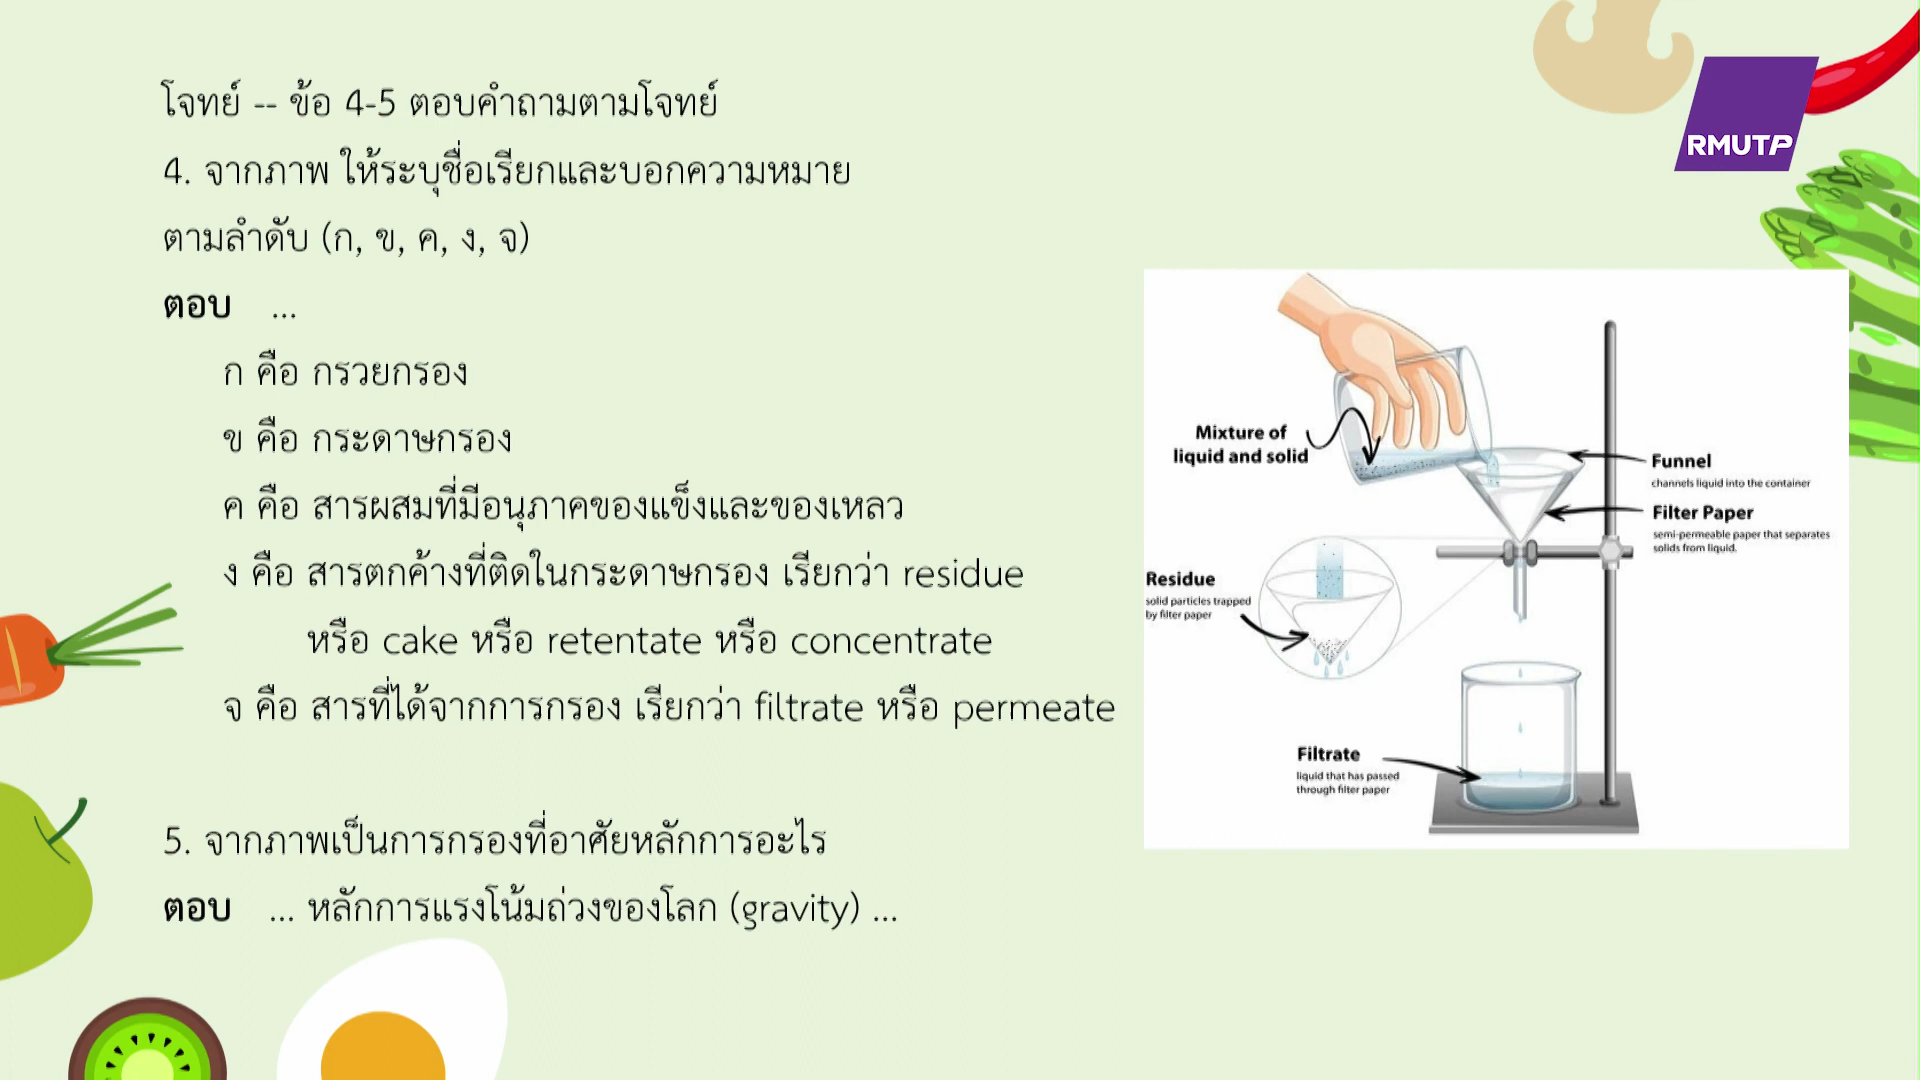 โจทย์ -- ข้อ 4-5 ตอบคำถามตามโจทย์
4. จากภาพ ให้ระบุชื่อเรียกและบอกความหมาย
ตามลำดับ (ก, ข, ค, ง, จ)
ตอบ ...
ก คือ กรวยกรอง
ข คือ กระดาษกรอง
ค คือ สารผสมที่มีอนุภาคของแข็งและของเหลว
ง คือ สารตกค้างที่ติดในกระดาษกรอง เรียกว่า residue
หรือ cake หรือ retentate หรือ concentrate
จ คือ สารที่ได้จากการกรอง เรียกว่า filtrate หรือ permeate
5. จากภาพเป็นการกรองที่อาศัยหลักการอะไร
ตอบ ... หลักการแรงโน้มถ่วงของโลก (gravity) ...
RMUTP
Mixture of
liquid and solid
Funnel
channels liquid into the container
Filter Paper
semi-permeable paper that separates
solids from liquid.
Residue
solid particles trapped
by filter paper
Filtrate
liquid that has passed
through filter paper